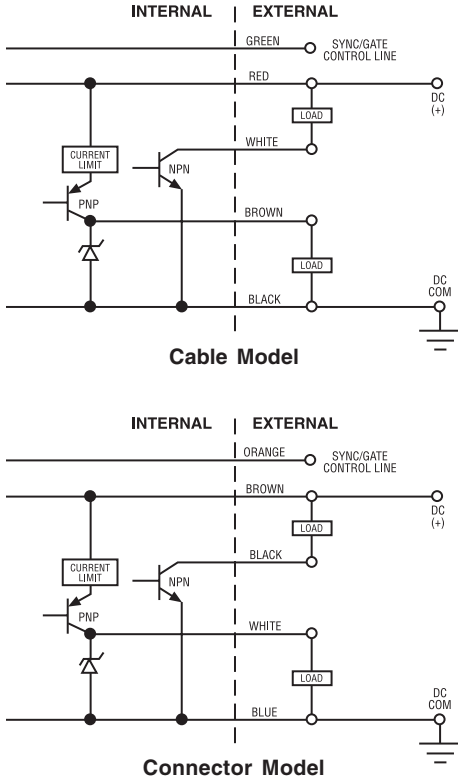 INTERNAL EXTERNAL
GREEN SYNC/GATE
CONTROL LINE
RED
DC
(+)
LOAD
WHITE
CURRENT
LIMIT
NPN
PNP
BROWN
LOAD
DC
COM
BLACK
Cable Model
INTERNAL EXTERNAL
ORANGE SYNC/GATE
CONTROL LINE
BROWN
DC
(+)
LOAD
BLACK
CURRENT
LIMIT
NPN
PNP
WHITE
LOAD
DC
COM
BLUE
Connector Model